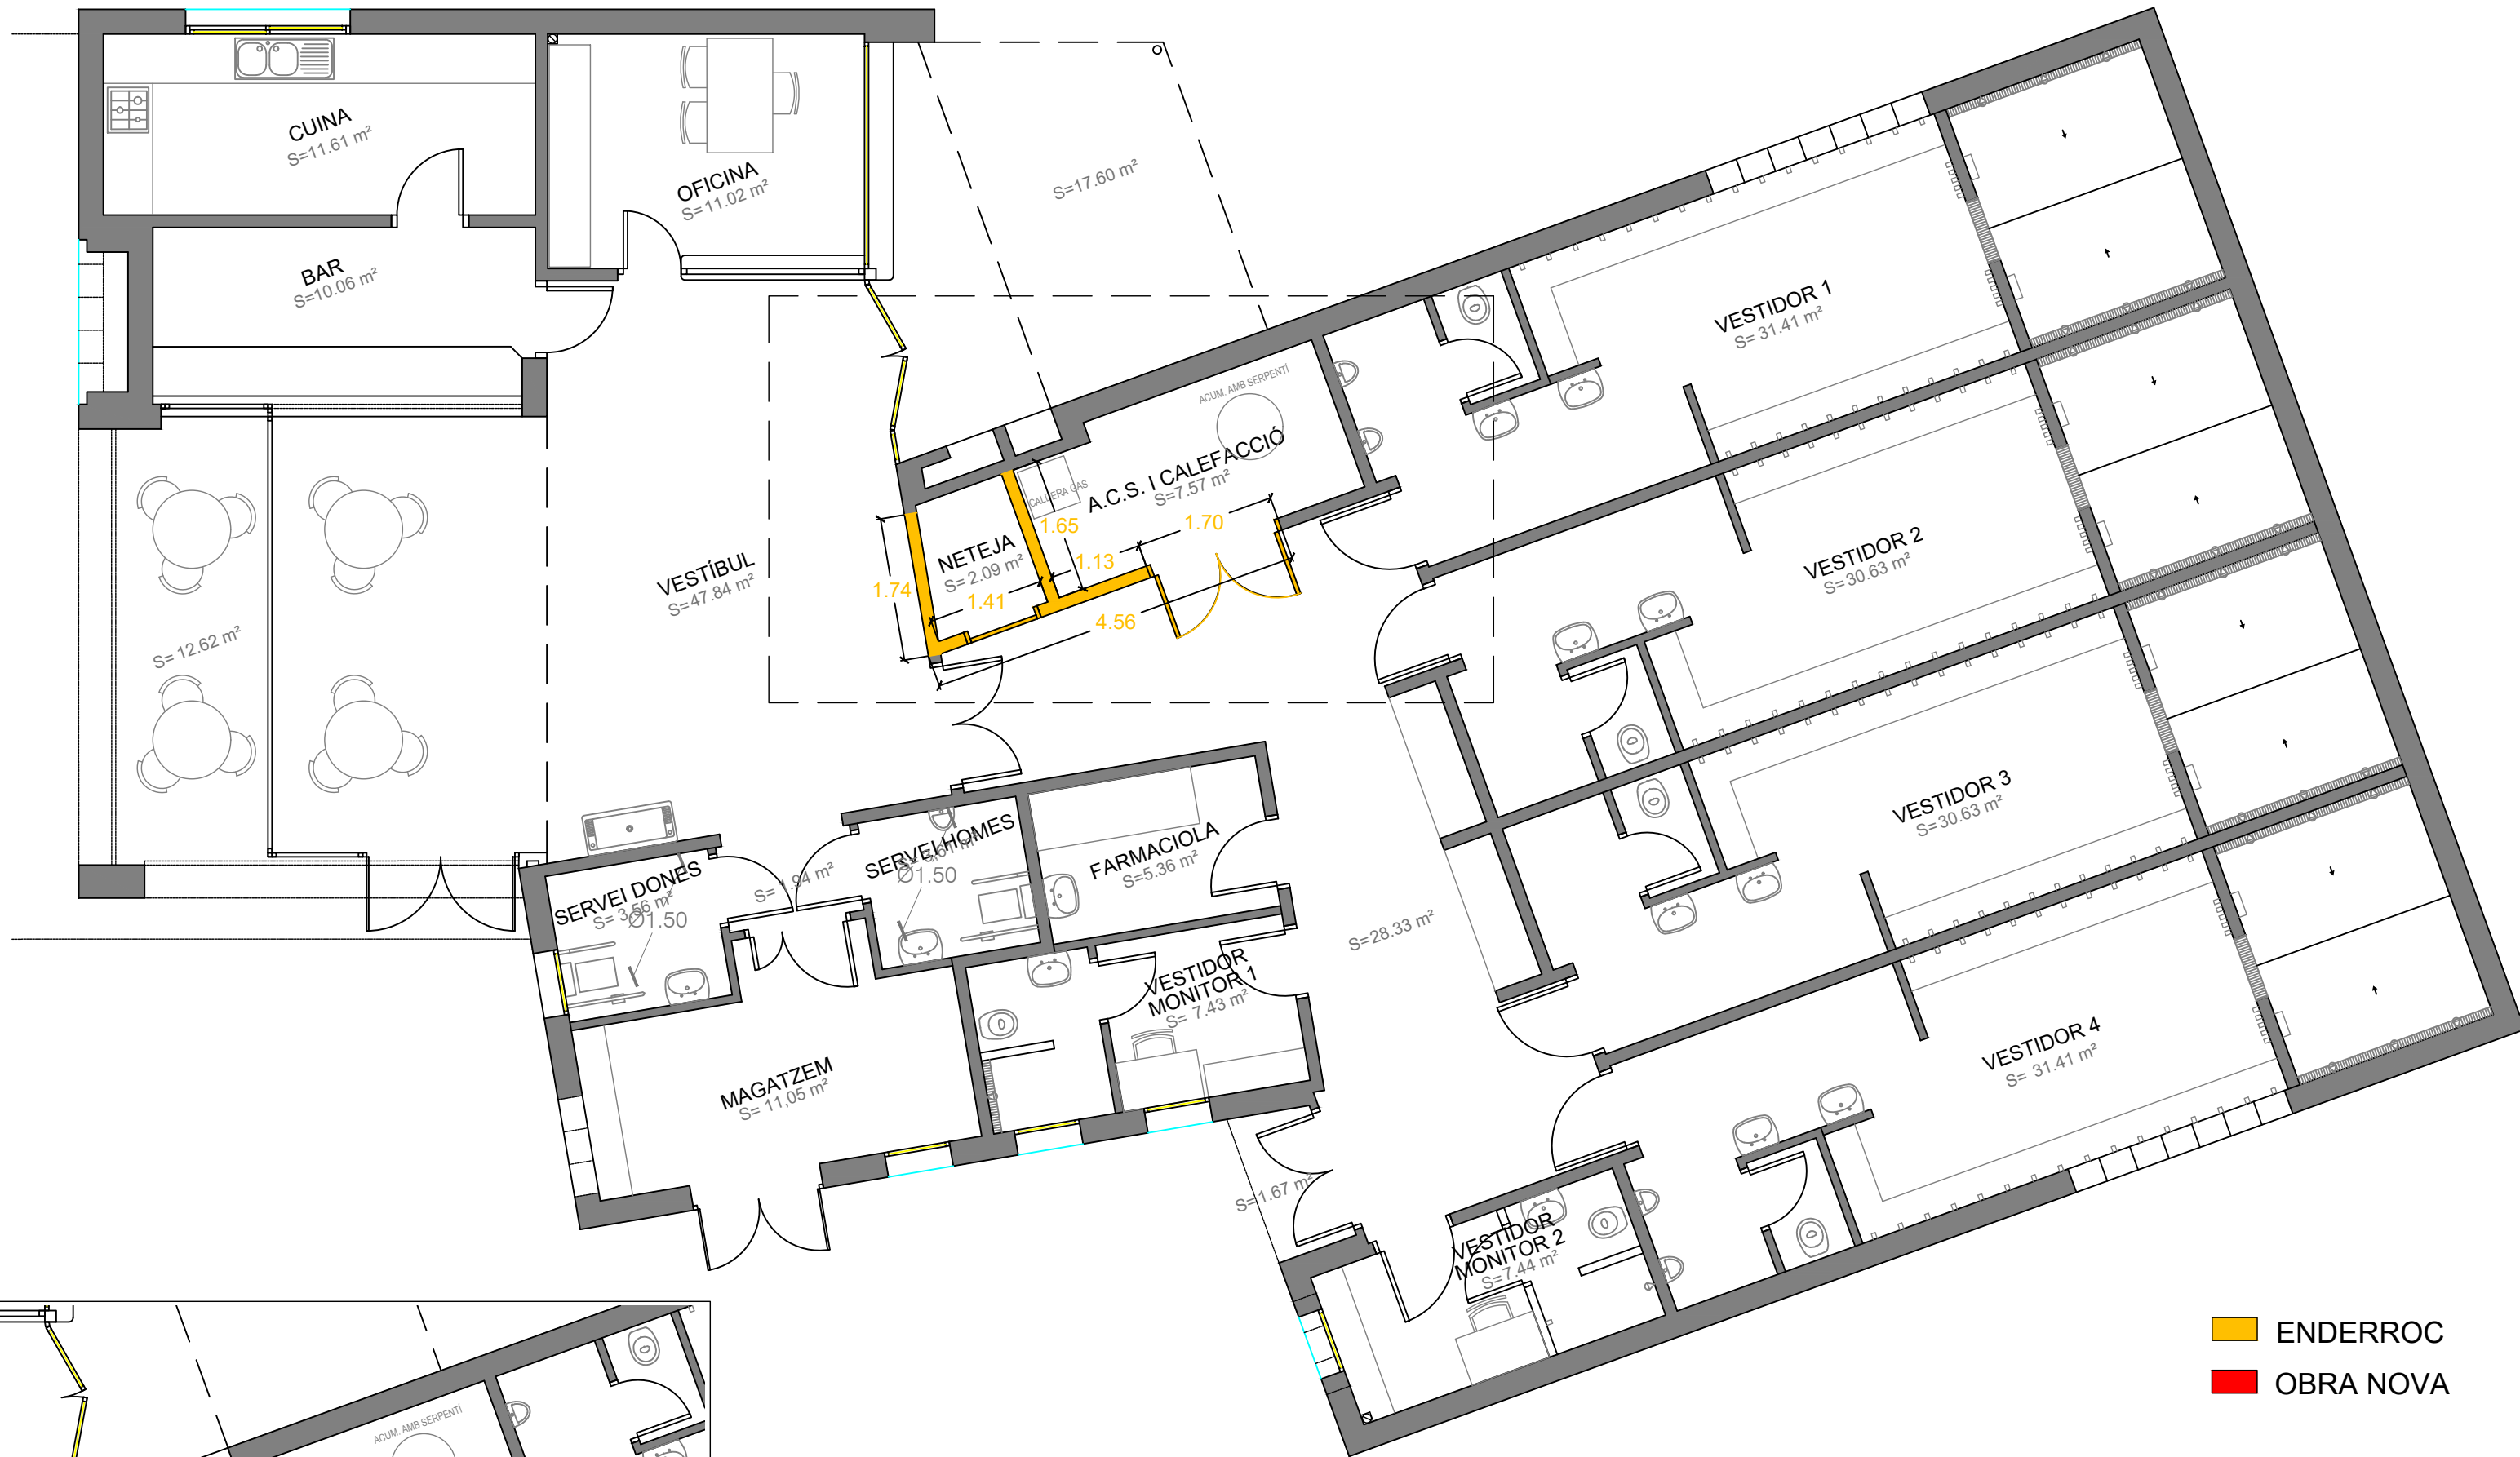 CUINA
S=11.61 m²
OFICINA
S=11.02 m²
S=17.60 m²
BAR
S=10.06 m²
VESTIDOR 1
S= 31.41 m²
ACUM. AMB SERPENTÍ
A.C.S. I CALEFACCIÓ
S=7.57 m²
CALDERA GAS
1.65
1.70
1.13
NETEJA
S= 2.09 m²
1.74
1.41
4.56
VESTÍBUL
S=47.84 m²
VESTIDOR 2
S=30.63 m²
S= 12.62 m²
VESTIDOR 3
S=30.63 m²
SERVEI HOMES
Ø1.50
FARMACIOLA
S=5.36 m²
SERVEI DONES
S= 3,56 m²
Ø1.50
S= 1.94 m²
S=28.33 m²
VESTIDOR
MONITOR 1
S= 7.43 m²
VESTIDOR 4
S= 31.41 m²
MAGATZEM
S= 11,05 m²
S=1.67 m²
VESTIDOR
MONITOR 2
S=7.44 m²
ENDERROC
OBRA NOVA
ACUM. AMB SERPENTÍ